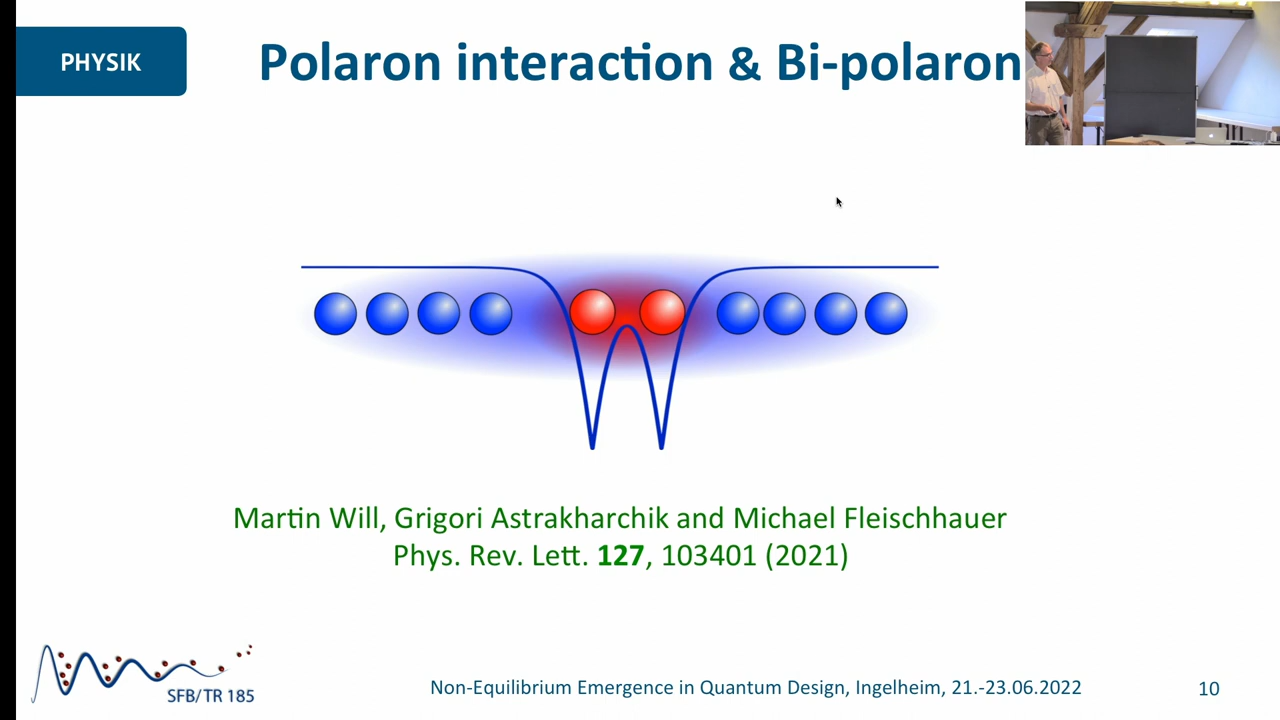 PHYSIK
Polaron interaction & Bi-polaron
Martin Will, Grigori Astrakharchik and Michael Fleischhauer
Phys. Rev. Lett. 127, 103401 (2021)
SFB/TR 185
Non-Equilibrium Emergence in Quantum Design, Ingelheim, 21.-23.06.2022
10